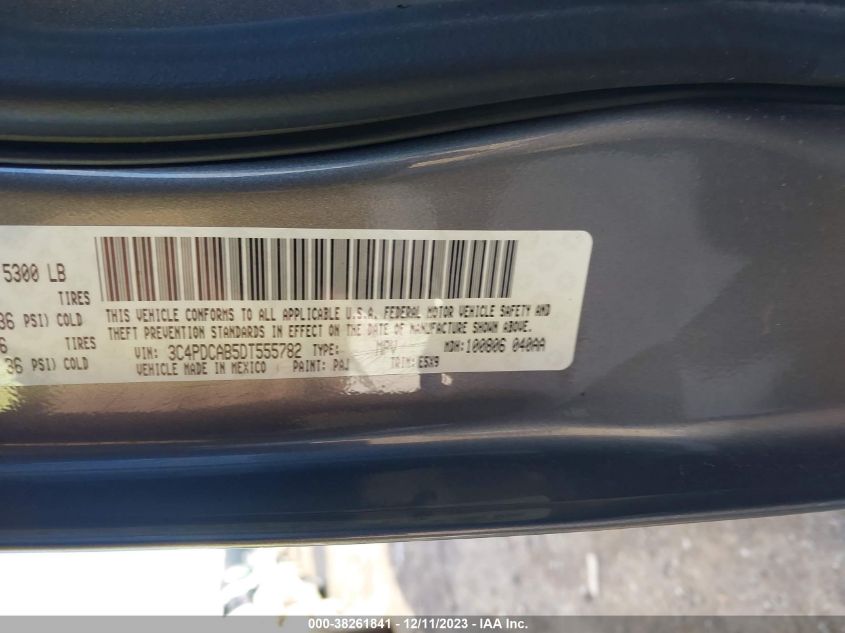 5300 LB
TIRES
36 PSI) COLD
TIRES
36 PSI) COLD
THIS VEHICLE CONFORMS TO ALL APPLICABLE U.S.A. FEDERAL MOTOR VEHICLE SAFETY AND
THEFT PREVENTION STANDARDS IN EFFECT ON THE DATE OF MANUFACTURE SHOWN ABOVE.
VIN: 3C4PDCAB5DT555782 TYPE: MPV MDH: 100806 040AA
VEHICLE MADE IN MEXICO PAINT: PAJ TRIM: E5X9
000-38261841 - 12/11/2023 - IAA Inc.